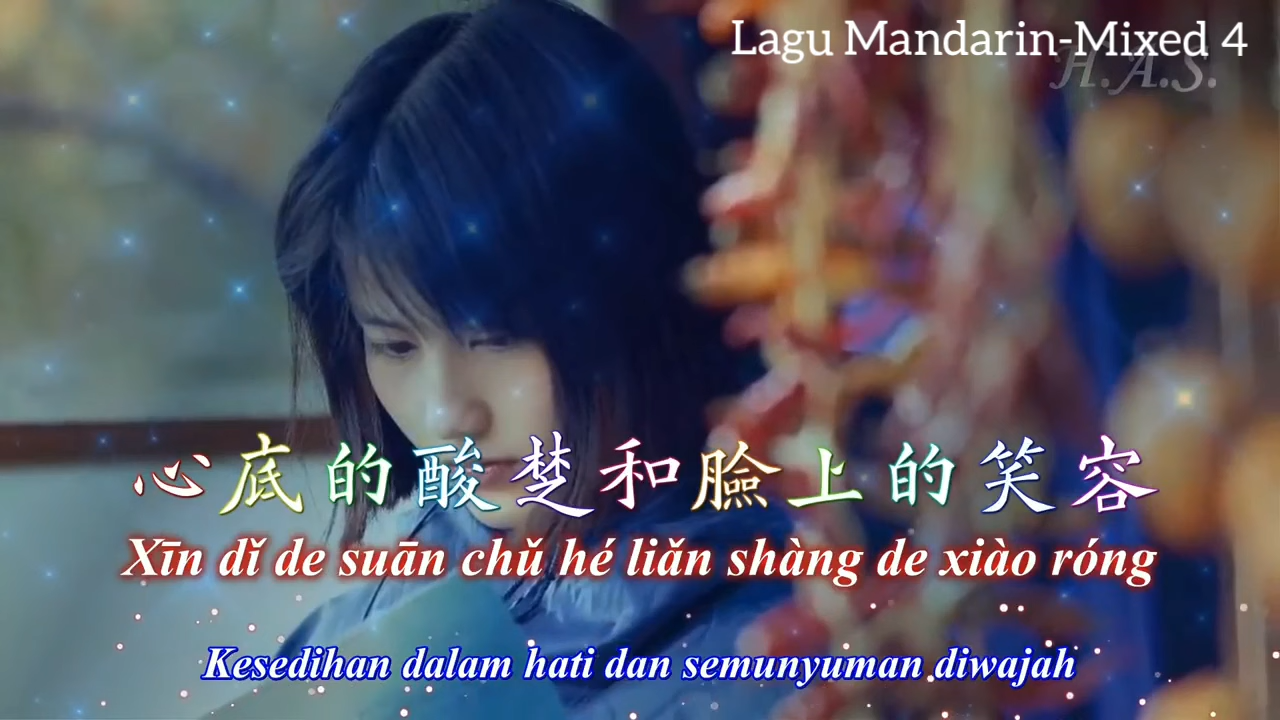 Lagu Mandarin-Mixed 4
H.A.S.
心底的酸楚和臉上的笑容
Xīn dǐ de suān chǔ hé liǎn shàng de xiào róng
Kesedihan dalam hati dan semunyuman diwajah